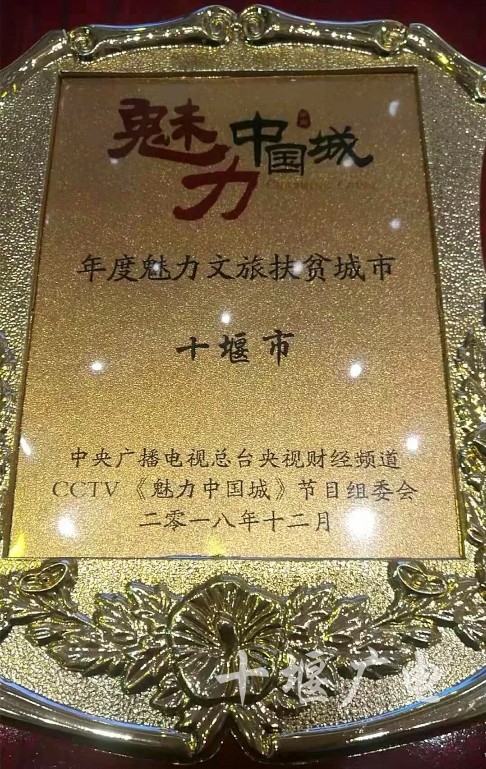 魅力中国城
年度魅力文旅扶贫城市
十堰市
中央广播电视总台央视财经频道
CCTV《魅力中国城》节目组委会
二零一八年十二月
十堰广电